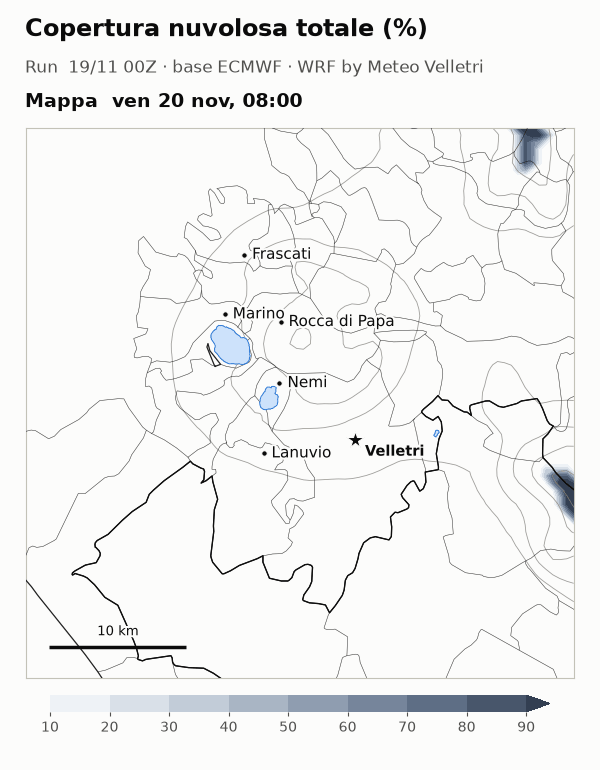 Copertura nuvolosa totale (%)
Run  19/11 00Z · base ECMWF · WRF by Meteo Velletri
Mappa  ven 20 nov, 08:00
Frascati
Marino
Rocca di Papa
Nemi
Velletri
Lanuvio
10 km
10 20 30 40 50 60 70 80 90